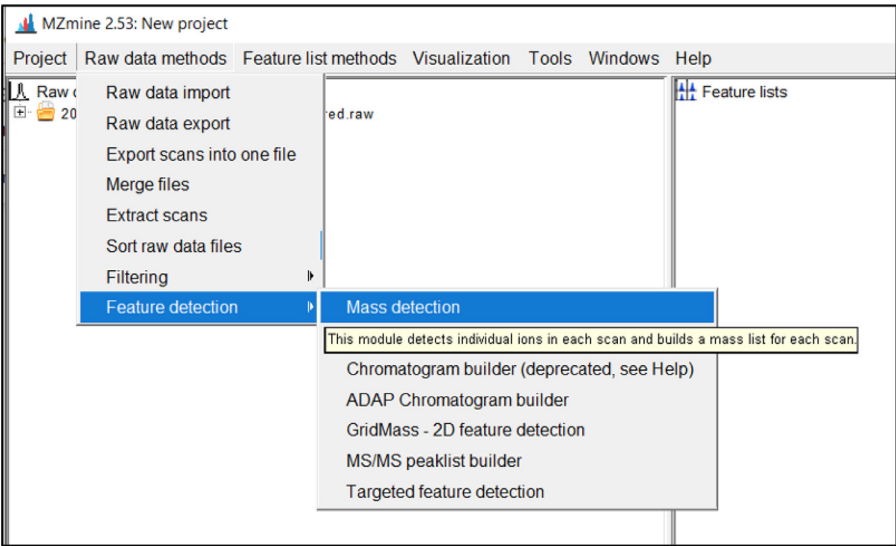 MZmine 2.53: New project
Project Raw data methods Feature list methods Visualization Tools Windows Help
Raw
Feature lists
20
red.raw
Raw data import
Raw data export
Export scans into one file
Merge files
Extract scans
Sort raw data files
Filtering
Feature detection
Mass detection
This module detects individual ions in each scan and builds a mass list for each scan.
Chromatogram builder (deprecated, see Help)
ADAP Chromatogram builder
GridMass - 2D feature detection
MS/MS peaklist builder
Targeted feature detection